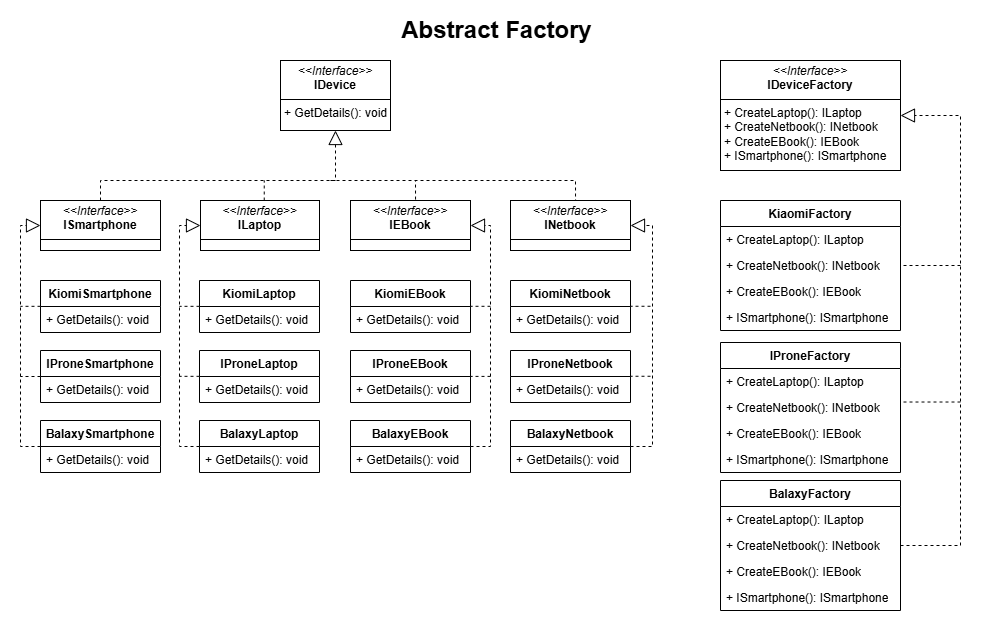 Abstract Factory
<<Interface>>
IDevice
+ GetDetails(): void
<<Interface>>
ISmartphone
<<Interface>>
ILaptop
<<Interface>>
IEBook
<<Interface>>
INetbook
KiomiSmartphone
+ GetDetails(): void
KiomiLaptop
+ GetDetails(): void
KiomiEBook
+ GetDetails(): void
KiomiNetbook
+ GetDetails(): void
IProneSmartphone
+ GetDetails(): void
IProneLaptop
+ GetDetails(): void
IProneEBook
+ GetDetails(): void
IProneNetbook
+ GetDetails(): void
BalaxySmartphone
+ GetDetails(): void
BalaxyLaptop
+ GetDetails(): void
BalaxyEBook
+ GetDetails(): void
BalaxyNetbook
+ GetDetails(): void
<<Interface>>
IDeviceFactory
+ CreateLaptop(): ILaptop
+ CreateNetbook(): INetbook
+ CreateEBook(): IEBook
+ ISmartphone(): ISmartphone
KiaomiFactory
+ CreateLaptop(): ILaptop
+ CreateNetbook(): INetbook
+ CreateEBook(): IEBook
+ ISmartphone(): ISmartphone
IProneFactory
+ CreateLaptop(): ILaptop
+ CreateNetbook(): INetbook
+ CreateEBook(): IEBook
+ ISmartphone(): ISmartphone
BalaxyFactory
+ CreateLaptop(): ILaptop
+ CreateNetbook(): INetbook
+ CreateEBook(): IEBook
+ ISmartphone(): ISmartphone